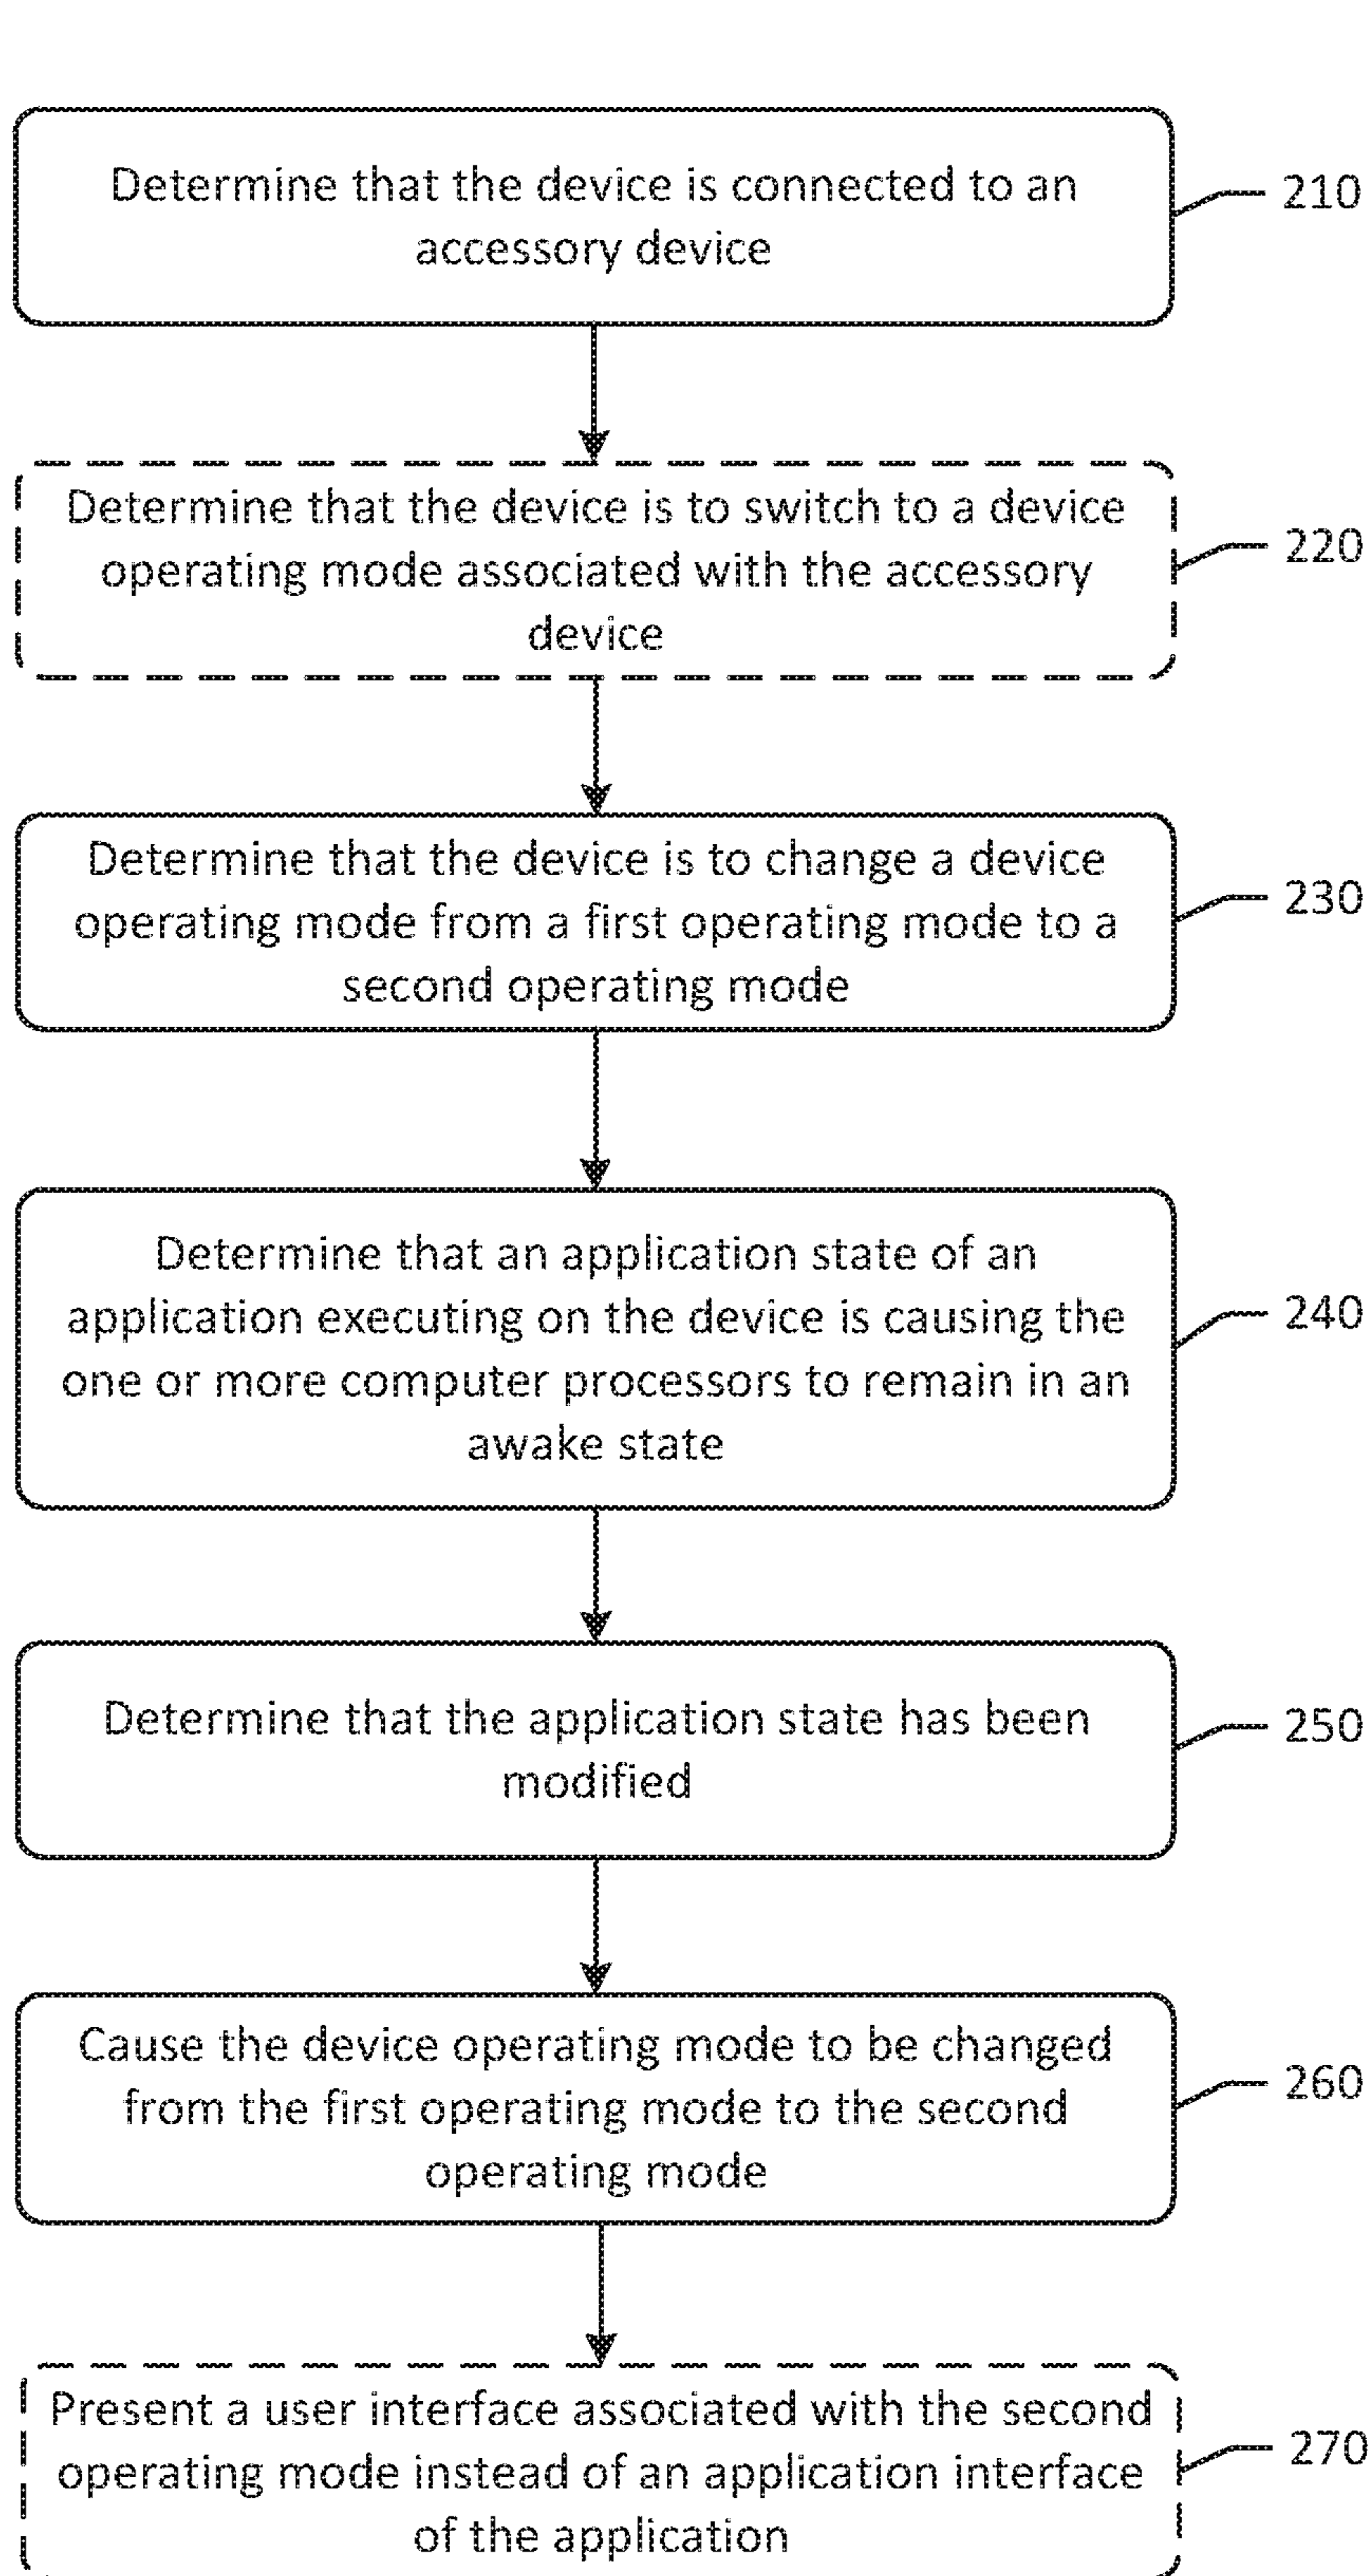 Determine that the device is connected to an
accessory device
210
Determine that the device is to switch to a device
operating mode associated with the accessory
device
220
Determine that the device is to change a device
operating mode from a first operating mode to a
second operating mode
230
Determine that an application state of an
application executing on the device is causing the
one or more computer processors to remain in an
awake state
240
Determine that the application state has been
modified
250
Cause the device operating mode to be changed
from the first operating mode to the second
operating mode
260
Present a user interface associated with the second
operating mode instead of an application interface
of the application
270